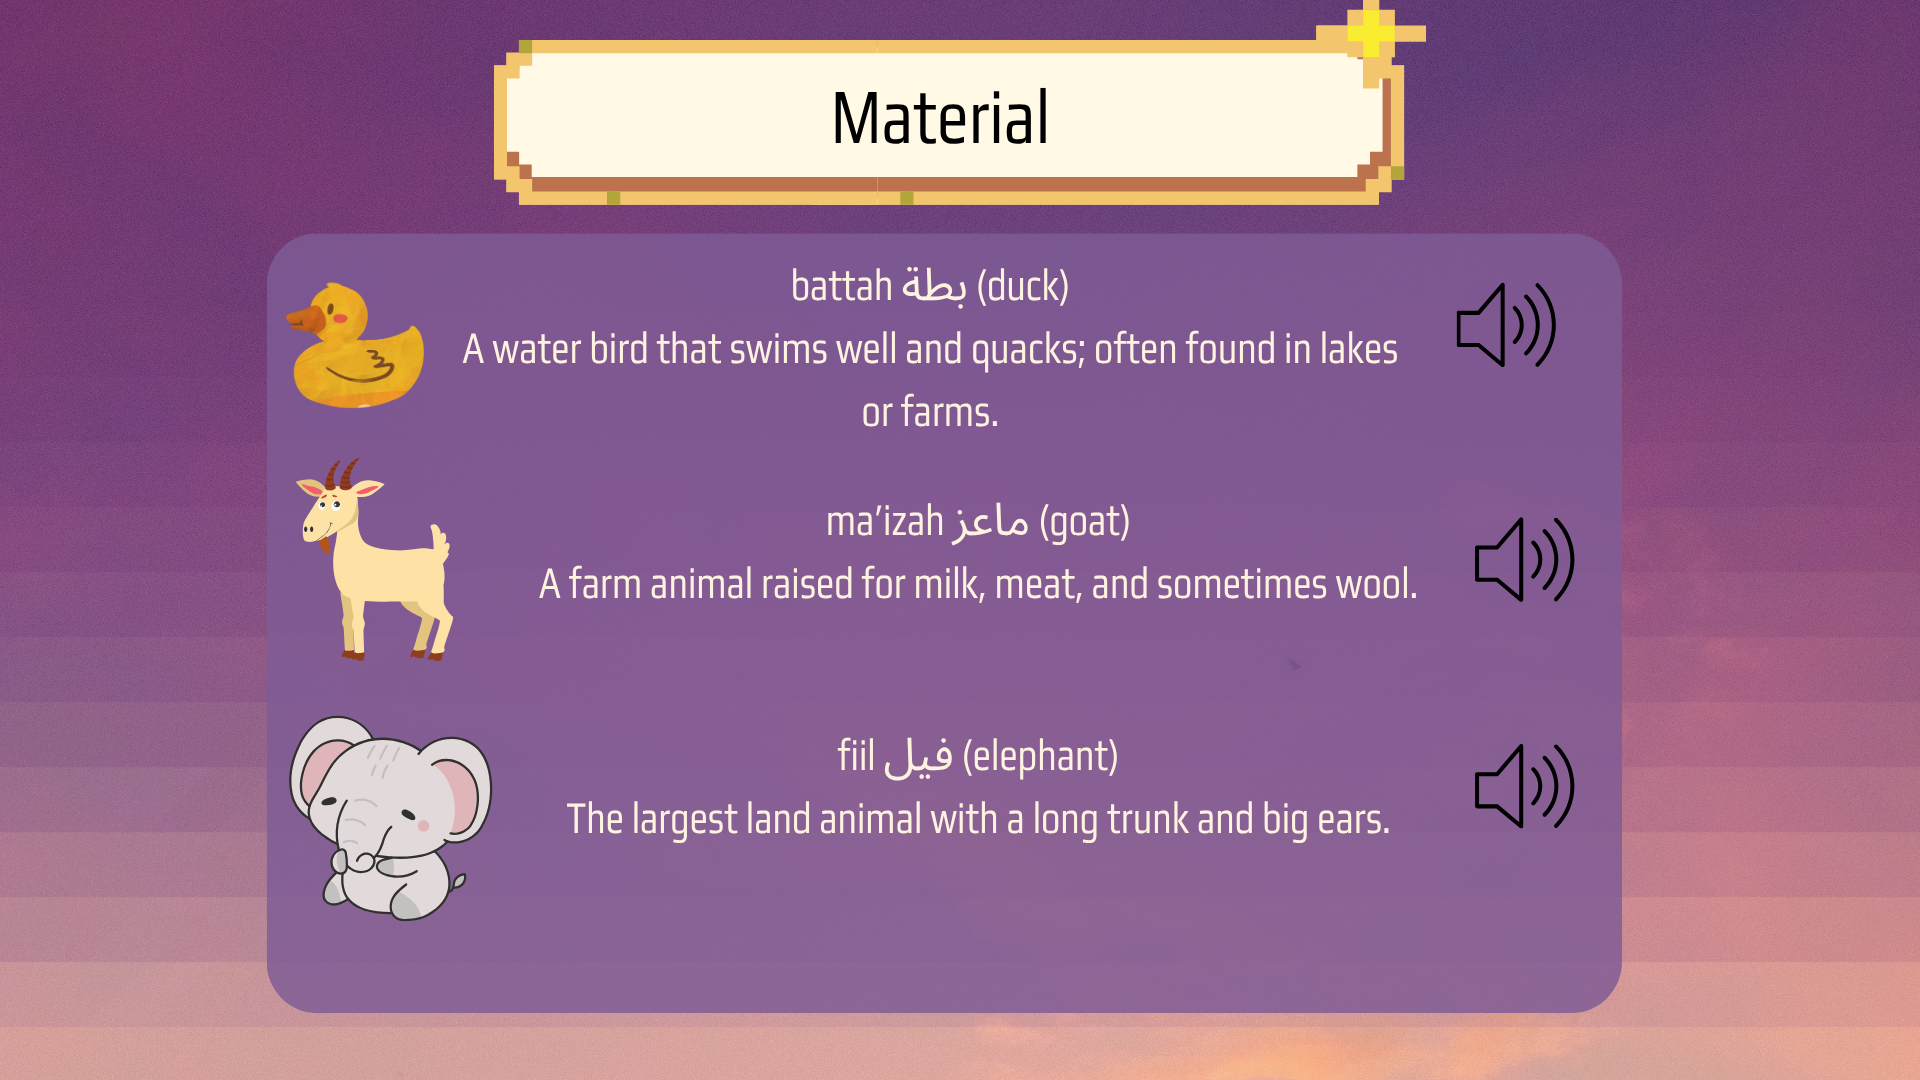 Material
battah بطة (duck)
A water bird that swims well and quacks; often found in lakes
or farms.
ma’izah ماعز (goat)
A farm animal raised for milk, meat, and sometimes wool.
fiil فيل (elephant)
The largest land animal with a long trunk and big ears.